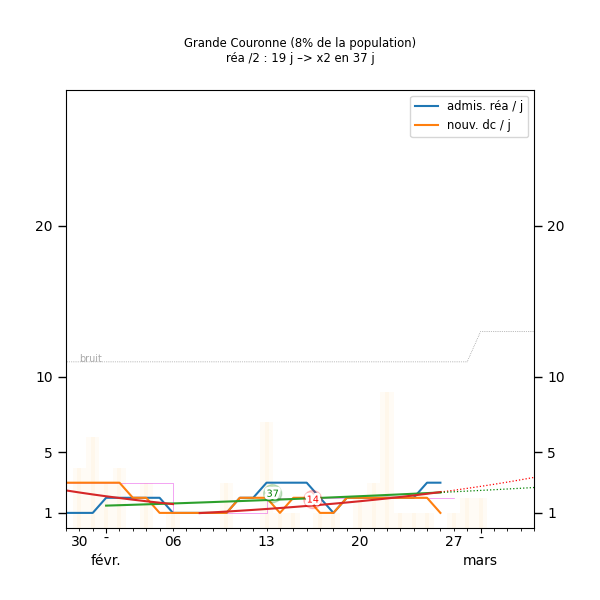 Grande Couronne (8% de la population)
réa /2 : 19 j –> x2 en 37 j
admis. réa / j
nouv. dc / j
20 20
bruit
10 10
5 5
37
14
1 1
30 - 06 13 20 27 -
févr. mars